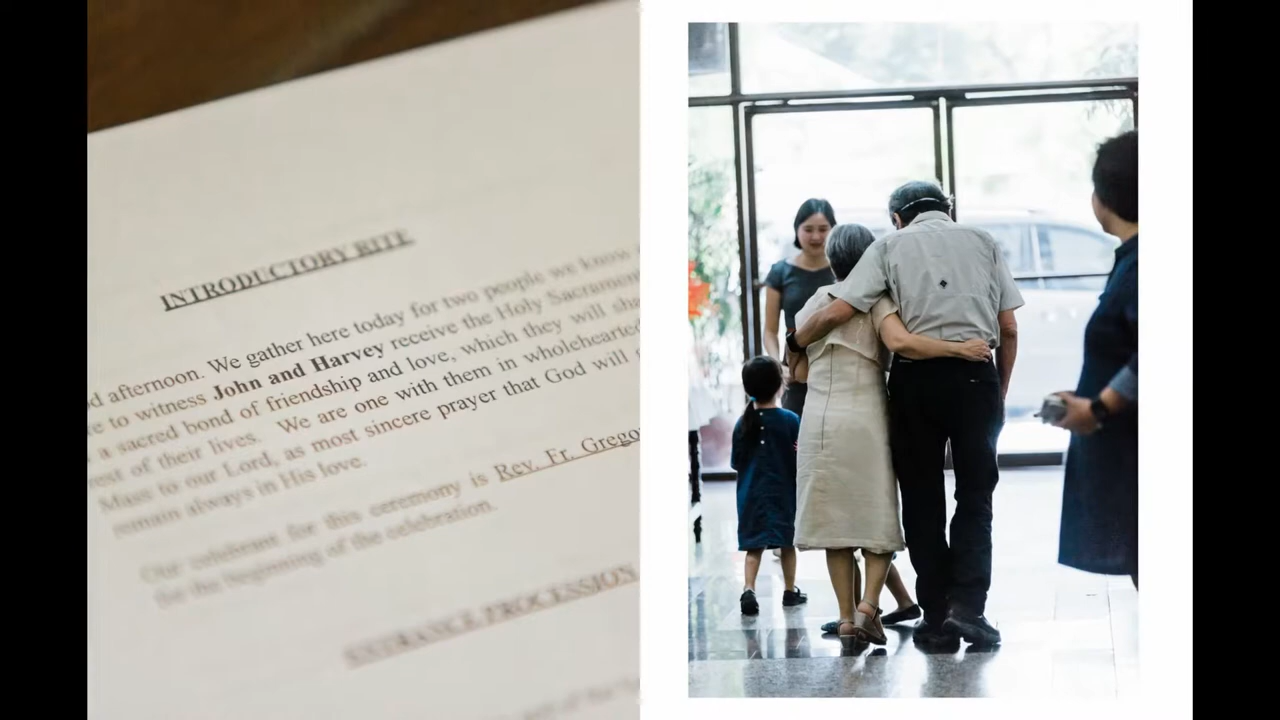 INTRODUCTORY RITE
d afternoon. We gather here today for two people we know
re to witness John and Harvey receive the Holy Sacrament
a sacred bond of friendship and love, which they will sha
rest of their lives. We are one with them in wholehearted
Mass to our Lord, as most sincere prayer that God will
remain always in His love.
Our celebrant for this ceremony is Rev. Fr. Grego
for the beginning of the celebration.
ENTRANCE PROCESSION